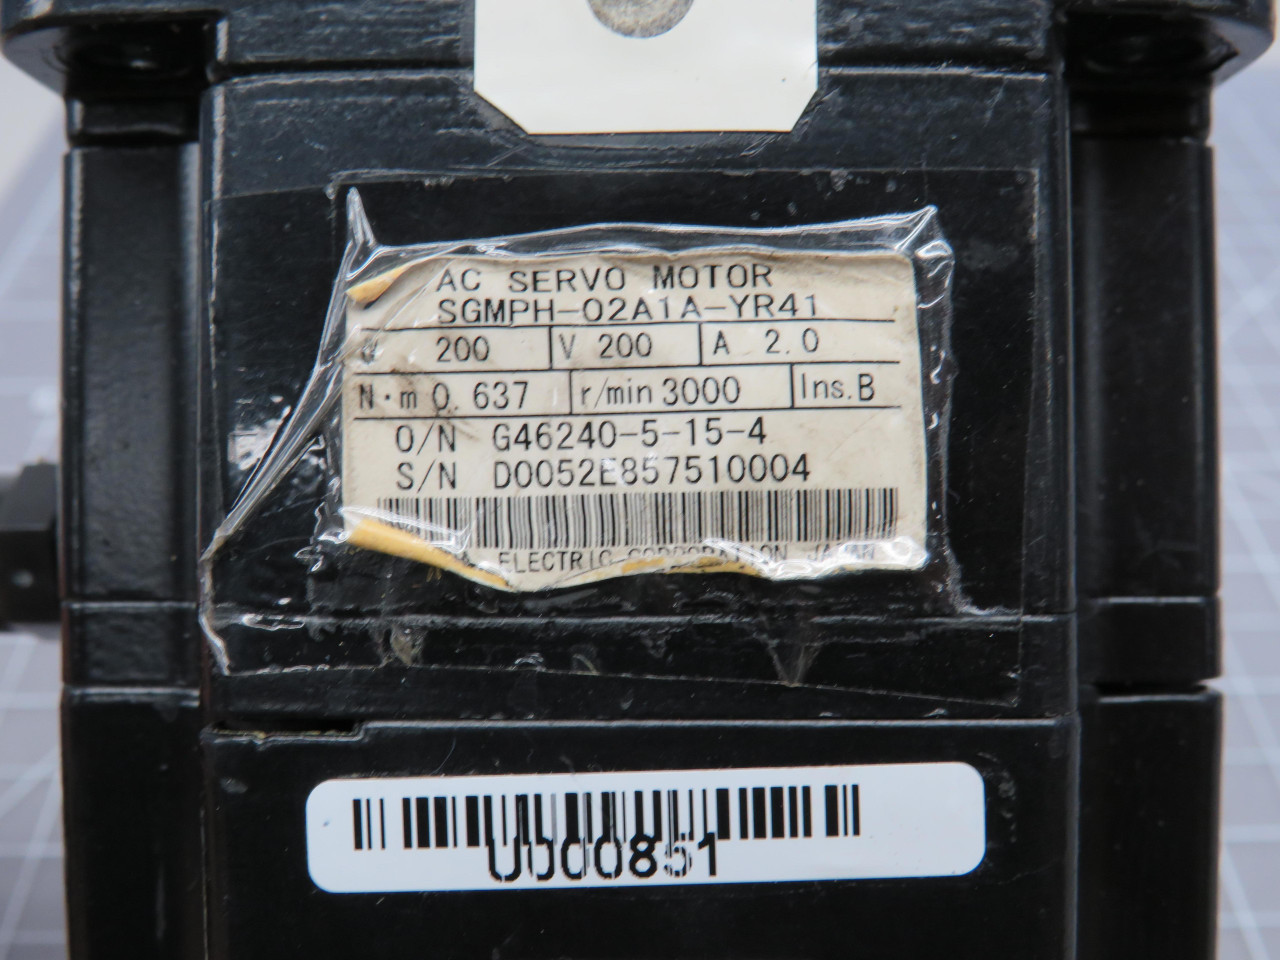 AC SERVO MOTOR
SGMPH-02A1A-YR41
W 200 V 200 A 2.0
N·m 0.637 r/min 3000 Ins.B
O/N G46240-5-15-4
S/N D0052E857510004
ELECTRIC CORPORATION JAPAN
U000851